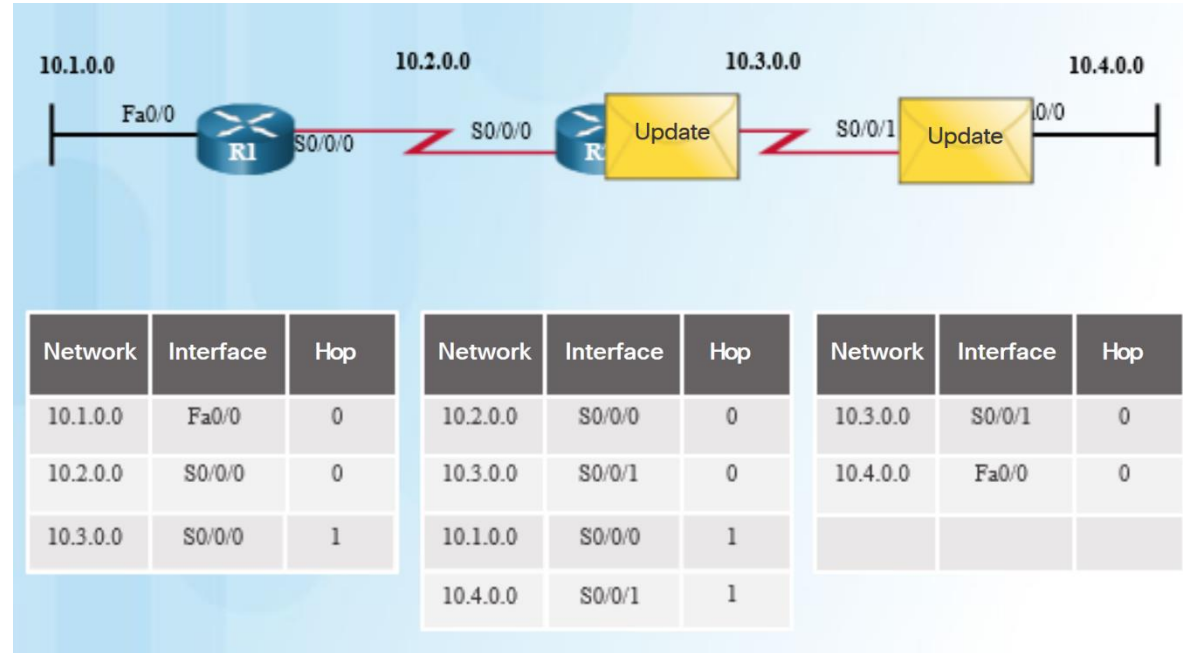 10.1.0.0
10.2.0.0
10.3.0.0
10.4.0.0
Fa0/0
R1
S0/0/0
S0/0/0
Update
S0/0/1
Update
Network Interface Hop
10.1.0.0 Fa0/0 0
10.2.0.0 S0/0/0 0
10.3.0.0 S0/0/0 1
Network Interface Hop
10.2.0.0 S0/0/0 0
10.3.0.0 S0/0/1 0
10.1.0.0 S0/0/0 1
10.4.0.0 S0/0/1 1
Network Interface Hop
10.3.0.0 S0/0/1 0
10.4.0.0 Fa0/0 0